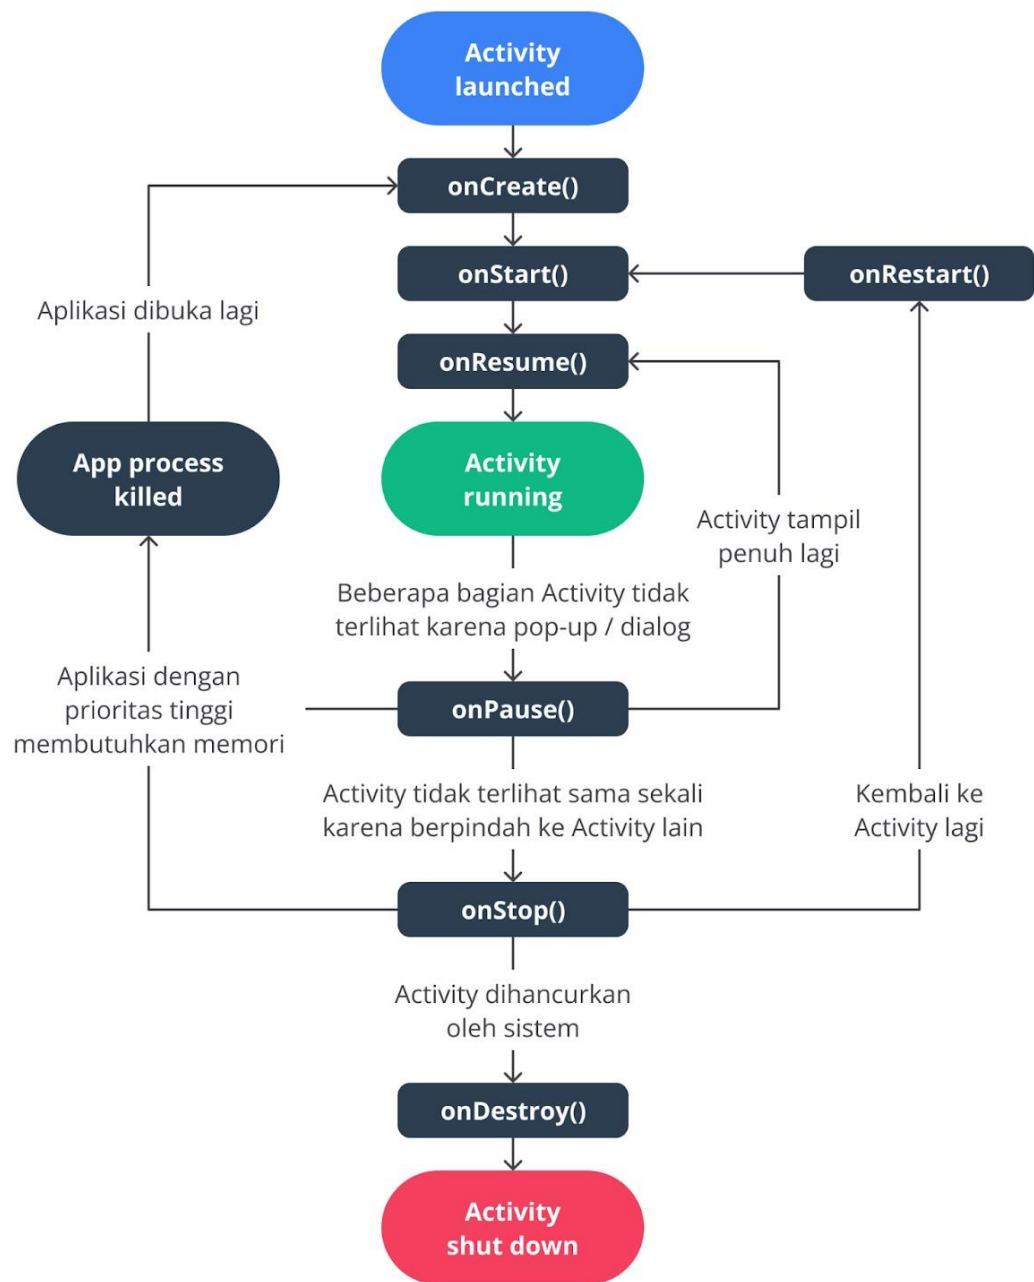 Activity
launched
onCreate()
onStart()
onRestart()
Aplikasi dibuka lagi
onResume()
App process
killed
Activity
running
Activity tampil
penuh lagi
Beberapa bagian Activity tidak
terlihat karena pop-up / dialog
Aplikasi dengan
prioritas tinggi
membutuhkan memori
onPause()
Activity tidak terlihat sama sekali
karena berpindah ke Activity lain
Kembali ke
Activity lagi
onStop()
Activity dihancurkan
oleh sistem
onDestroy()
Activity
shut down